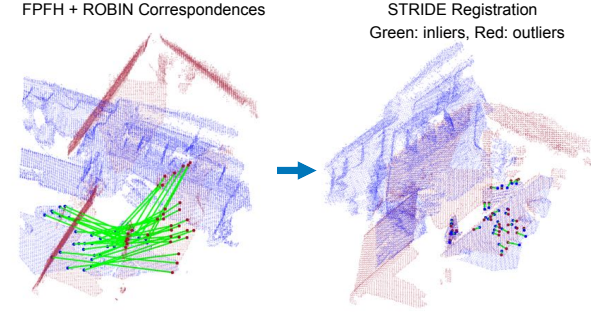 FPFH + ROBIN Correspondences
STRIDE Registration
Green: inliers, Red: outliers